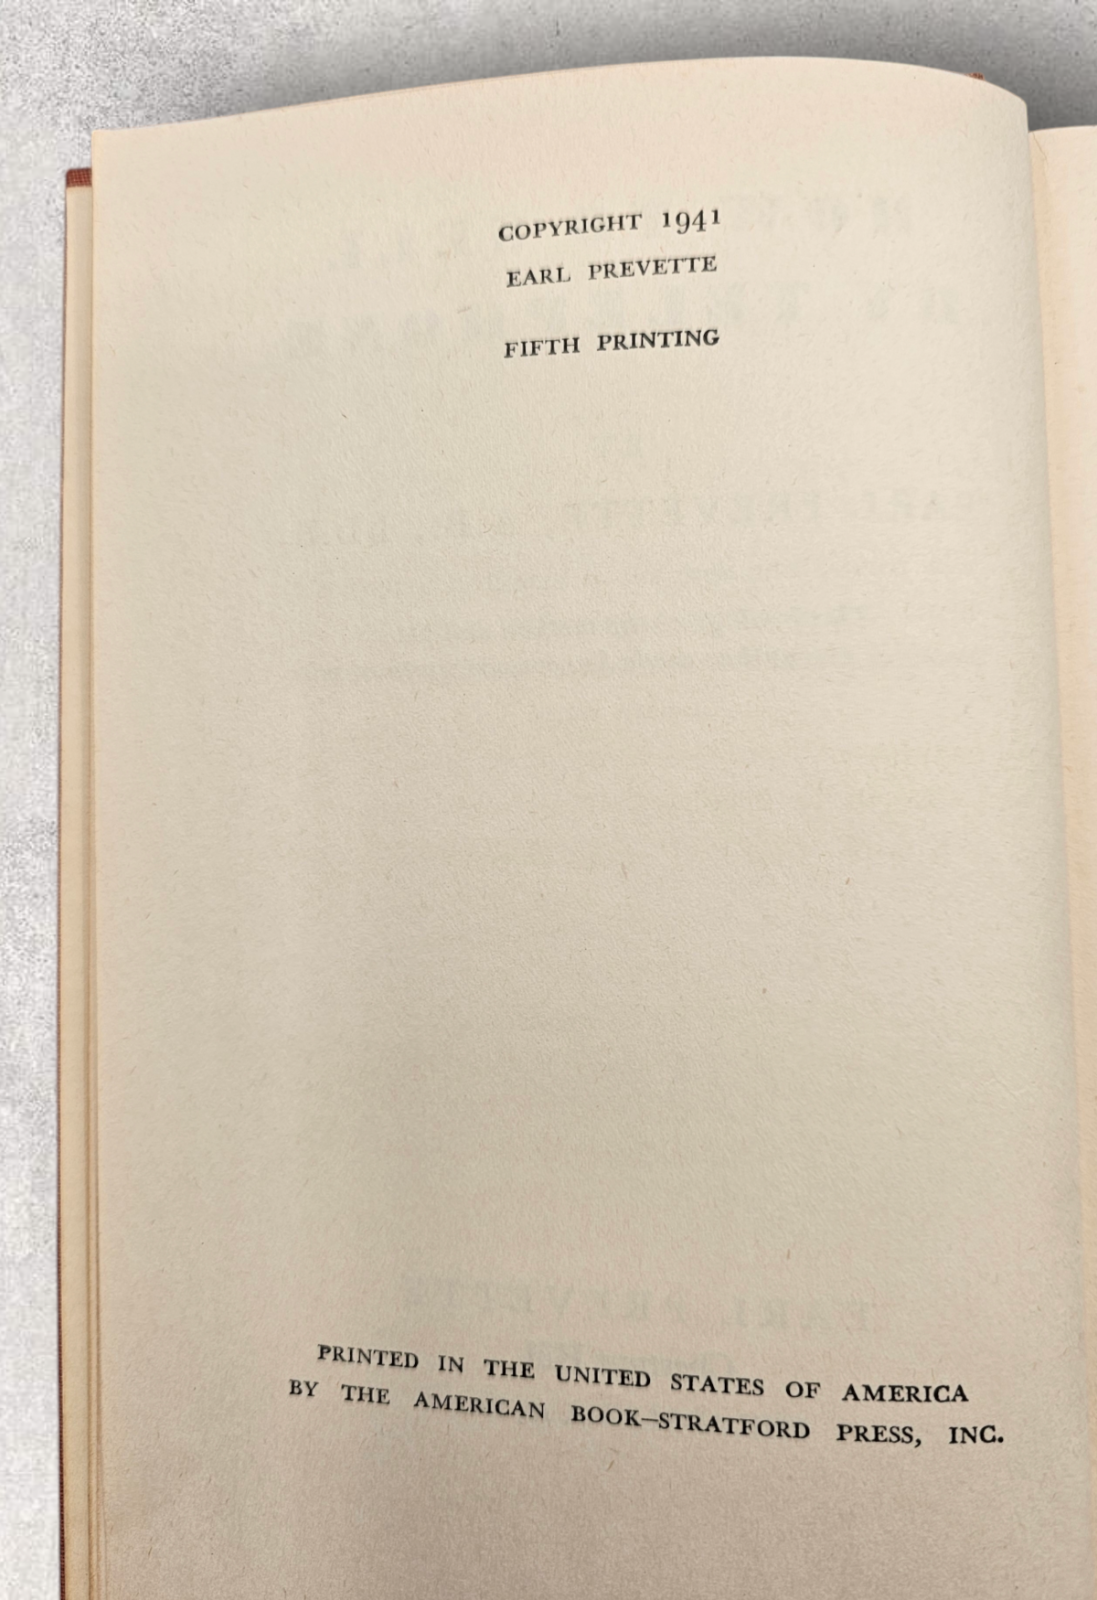 COPYRIGHT 1941
EARL PREVETTE
FIFTH PRINTING
PRINTED IN THE UNITED STATES OF AMERICA
BY THE AMERICAN BOOK—STRATFORD PRESS, INC.